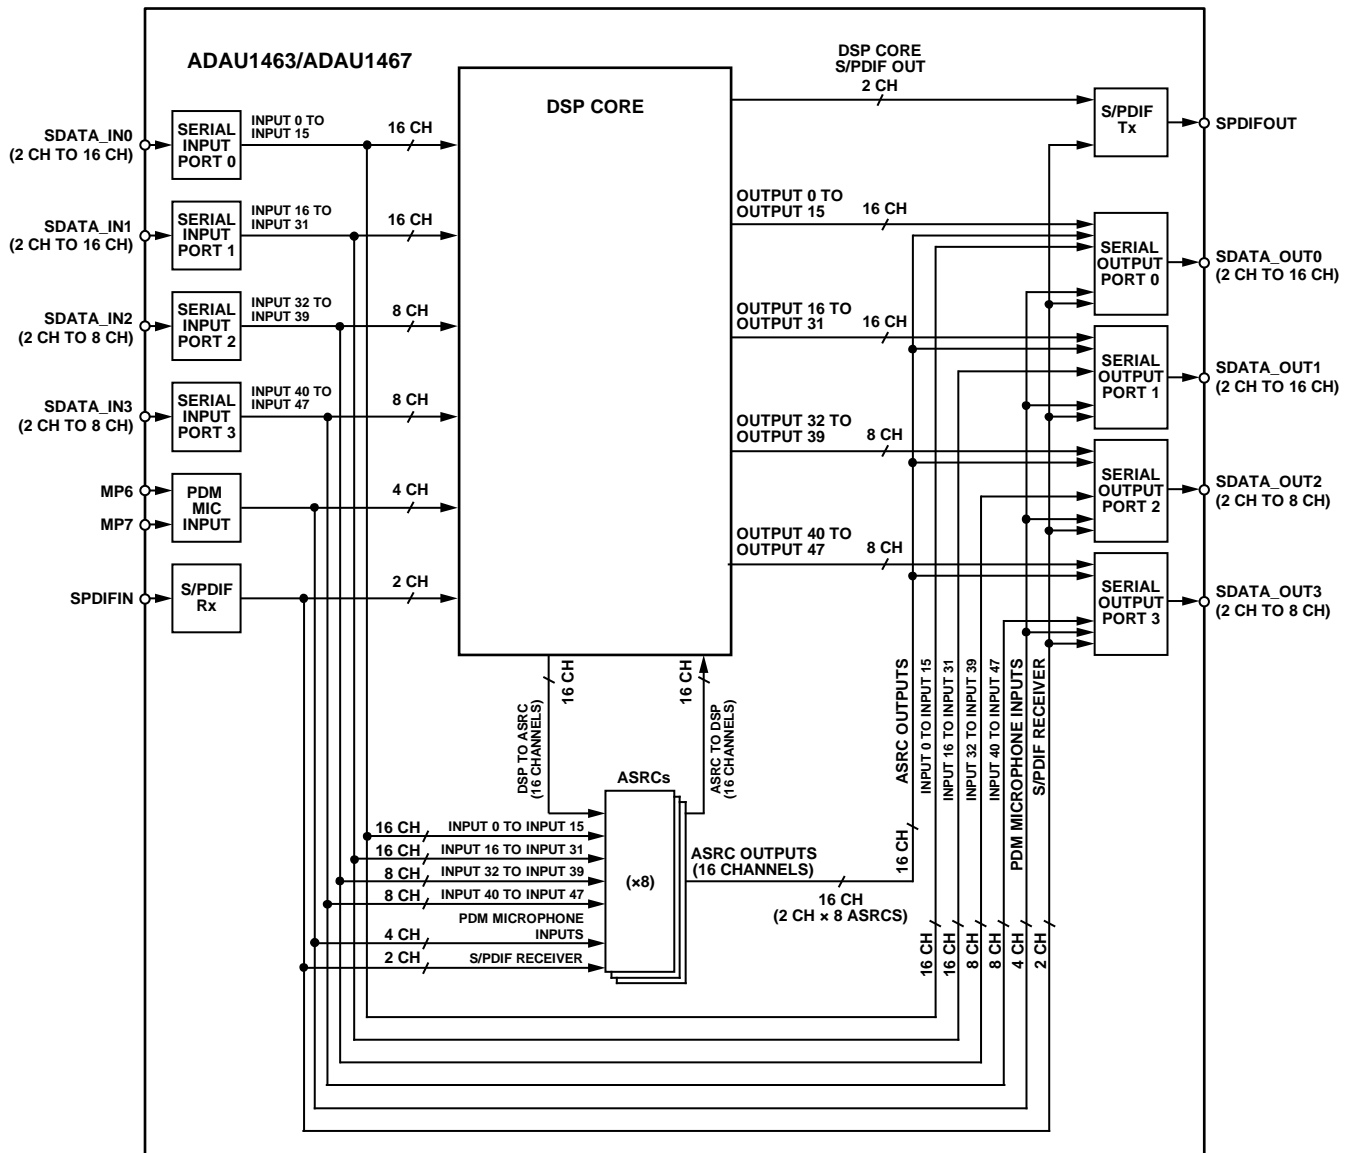 ADAU1463/ADAU1467
DSP CORE
DSP CORE
S/PDIF OUT
2 CH
S/PDIF
Tx
SPDIFOUT
SDATA_IN0
(2 CH TO 16 CH)
SERIAL
INPUT
PORT 0
INPUT 0 TO
INPUT 15
16 CH
SDATA_IN1
(2 CH TO 16 CH)
SERIAL
INPUT
PORT 1
INPUT 16 TO
INPUT 31
16 CH
SDATA_IN2
(2 CH TO 8 CH)
SERIAL
INPUT
PORT 2
INPUT 32 TO
INPUT 39
8 CH
SDATA_IN3
(2 CH TO 8 CH)
SERIAL
INPUT
PORT 3
INPUT 40 TO
INPUT 47
8 CH
MP6
MP7
PDM
MIC
INPUT
4 CH
SPDIFIN
S/PDIF
Rx
2 CH
OUTPUT 0 TO
OUTPUT 15
16 CH
SERIAL
OUTPUT
PORT 0
SDATA_OUT0
(2 CH TO 16 CH)
OUTPUT 16 TO
OUTPUT 31
16 CH
SERIAL
OUTPUT
PORT 1
SDATA_OUT1
(2 CH TO 16 CH)
OUTPUT 32 TO
OUTPUT 39
8 CH
SERIAL
OUTPUT
PORT 2
SDATA_OUT2
(2 CH TO 8 CH)
OUTPUT 40 TO
OUTPUT 47
8 CH
SERIAL
OUTPUT
PORT 3
SDATA_OUT3
(2 CH TO 8 CH)
16 CH
DSP TO ASRC
(16 CHANNELS)
16 CH
ASRC TO DSP
(16 CHANNELS)
ASRCs
(×8)
16 CH
INPUT 0 TO INPUT 15
16 CH
INPUT 16 TO INPUT 31
8 CH
INPUT 32 TO INPUT 39
8 CH
INPUT 40 TO INPUT 47
PDM MICROPHONE
INPUTS
4 CH
2 CH
S/PDIF RECEIVER
ASRC OUTPUTS
(16 CHANNELS)
16 CH
(2 CH × 8 ASRCS)
ASRC OUTPUTS
16 CH
INPUT 0 TO INPUT 15
16 CH
INPUT 16 TO INPUT 31
16 CH
INPUT 32 TO INPUT 39
8 CH
INPUT 40 TO INPUT 47
8 CH
PDM MICROPHONE INPUTS
4 CH
S/PDIF RECEIVER
2 CH